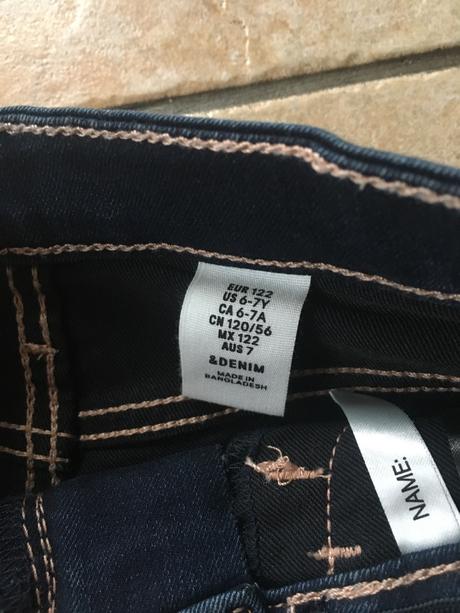 EUR 122
US 6-7Y
CA 6-7A
CN 120/56
MX 122
AUS 7
&DENIM
MADE IN
BANGLADESH
NAME: